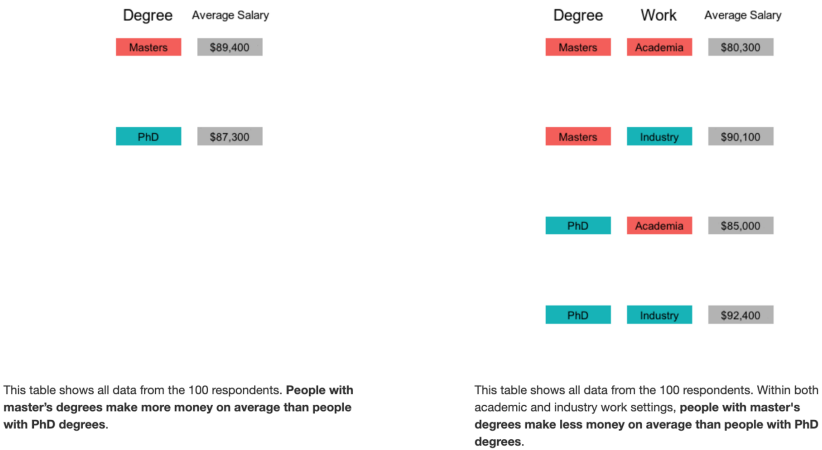 Degree Average Salary
Masters $89,400
PhD $87,300
This table shows all data from the 100 respondents. People with
master's degrees make more money on average than people
with PhD degrees.
Degree Work Average Salary
Masters Academia $80,300
Masters Industry $90,100
PhD Academia $85,000
PhD Industry $92,400
This table shows all data from the 100 respondents. Within both
academic and industry work settings, people with master's
degrees make less money on average than people with PhD
degrees.